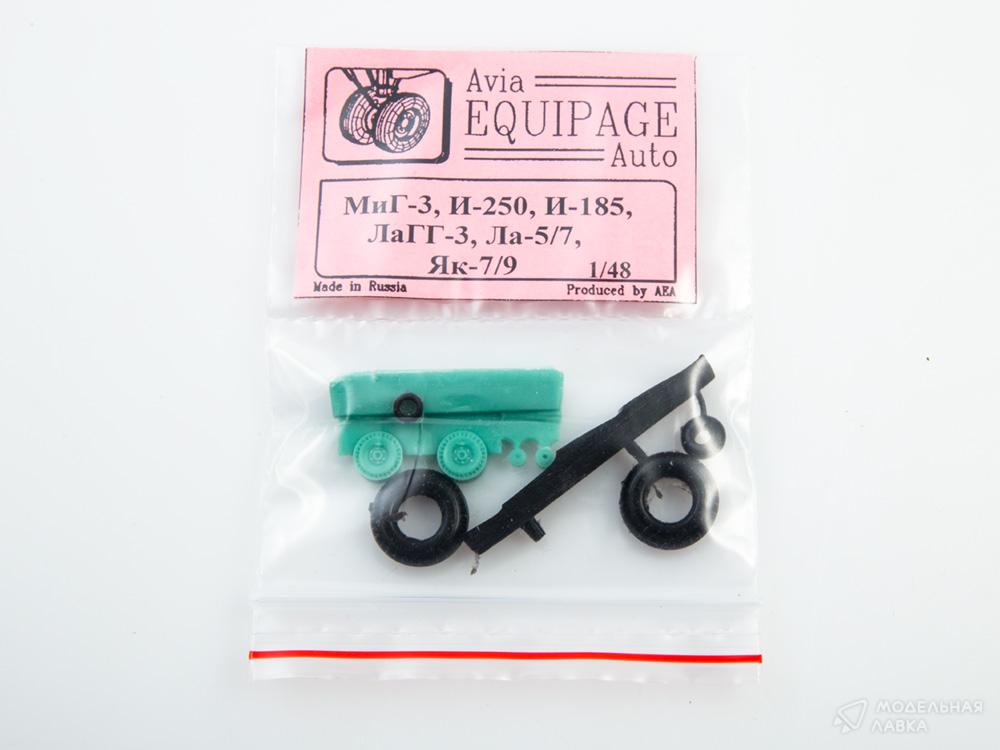 Avia
EQUIPAGE
Auto
МиГ-3, И-250, И-185,
ЛаГГ-3, Ла-5/7,
Як-7/9 1/48
Made in Russia Produced by AEA
МОДЕЛЬНАЯ
ЛАВКА